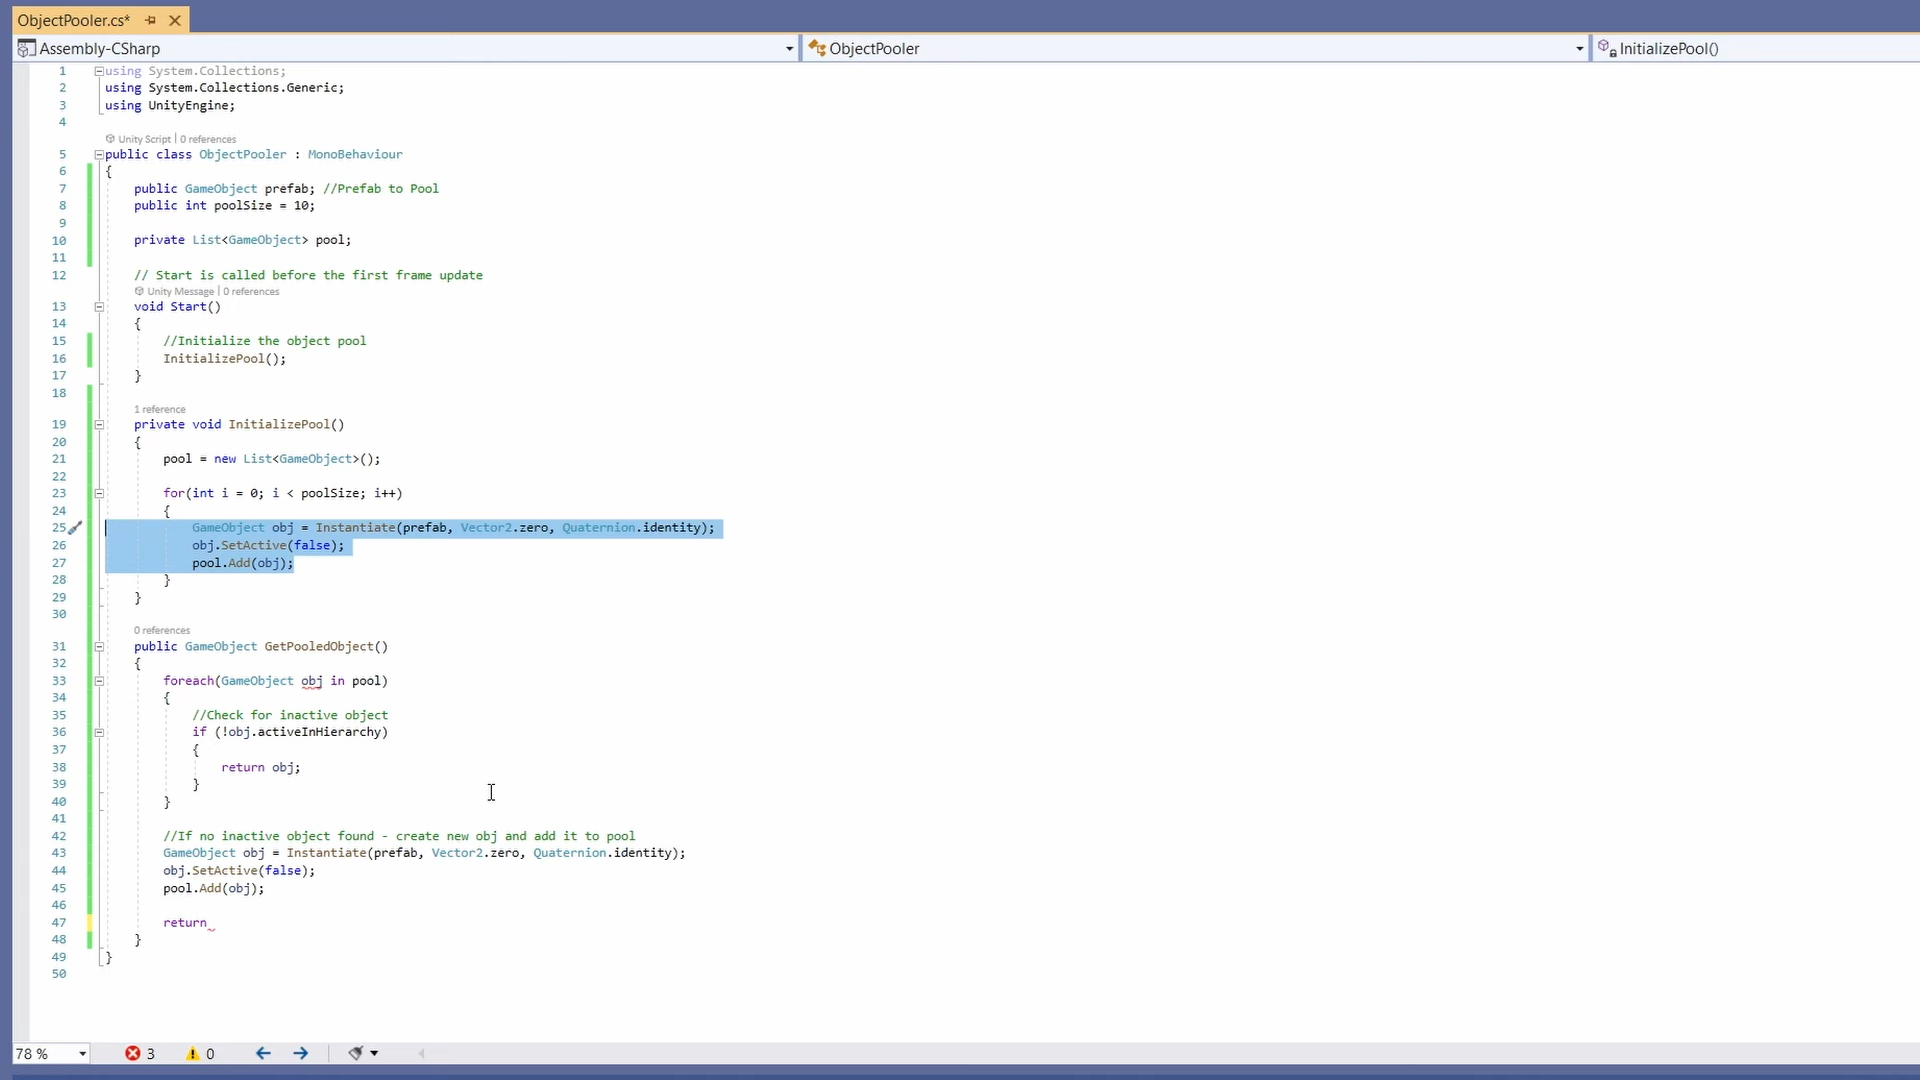 ObjectPooler.cs*
Assembly-CSharp ObjectPooler InitializePool()
1 using System.Collections;
2 using System.Collections.Generic;
3 using UnityEngine;
4
Unity Script | 0 references
5 public class ObjectPooler : MonoBehaviour
6 {
7 public GameObject prefab; //Prefab to Pool
8 public int poolSize = 10;
9
10 private List<GameObject> pool;
11
12 // Start is called before the first frame update
Unity Message | 0 references
13 void Start()
14 {
15 //Initialize the object pool
16 InitializePool();
17 }
18
1 reference
19 private void InitializePool()
20 {
21 pool = new List<GameObject>();
22
23 for(int i = 0; i < poolSize; i++)
24 {
25 GameObject obj = Instantiate(prefab, Vector2.zero, Quaternion.identity);
26 obj.SetActive(false);
27 pool.Add(obj);
28 }
29 }
30
0 references
31 public GameObject GetPooledObject()
32 {
33 foreach(GameObject obj in pool)
34 {
35 //Check for inactive object
36 if (!obj.activeInHierarchy)
37 {
38 return obj;
39 }
40 }
41
42 //If no inactive object found - create new obj and add it to pool
43 GameObject obj = Instantiate(prefab, Vector2.zero, Quaternion.identity);
44 obj.SetActive(false);
45 pool.Add(obj);
46
47 return
48 }
49 }
50
78 % 3 0